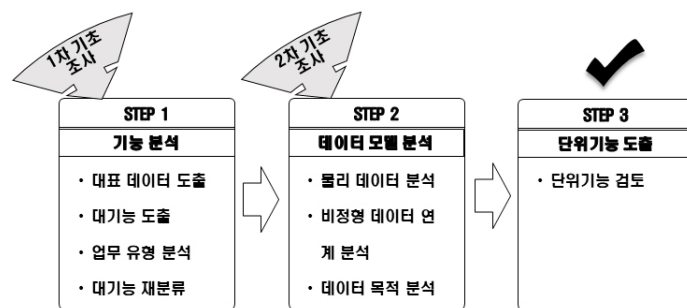 1차 기초
조사
2차 기초
조사
STEP 1
기능 분석
• 대표 데이터 도출
• 대기능 도출
• 업무 유형 분석
• 대기능 재분류
STEP 2
데이터 모델 분석
• 물리 데이터 분석
• 비정형 데이터 연
계 분석
• 데이터 목적 분석
STEP 3
단위기능 도출
• 단위기능 검토